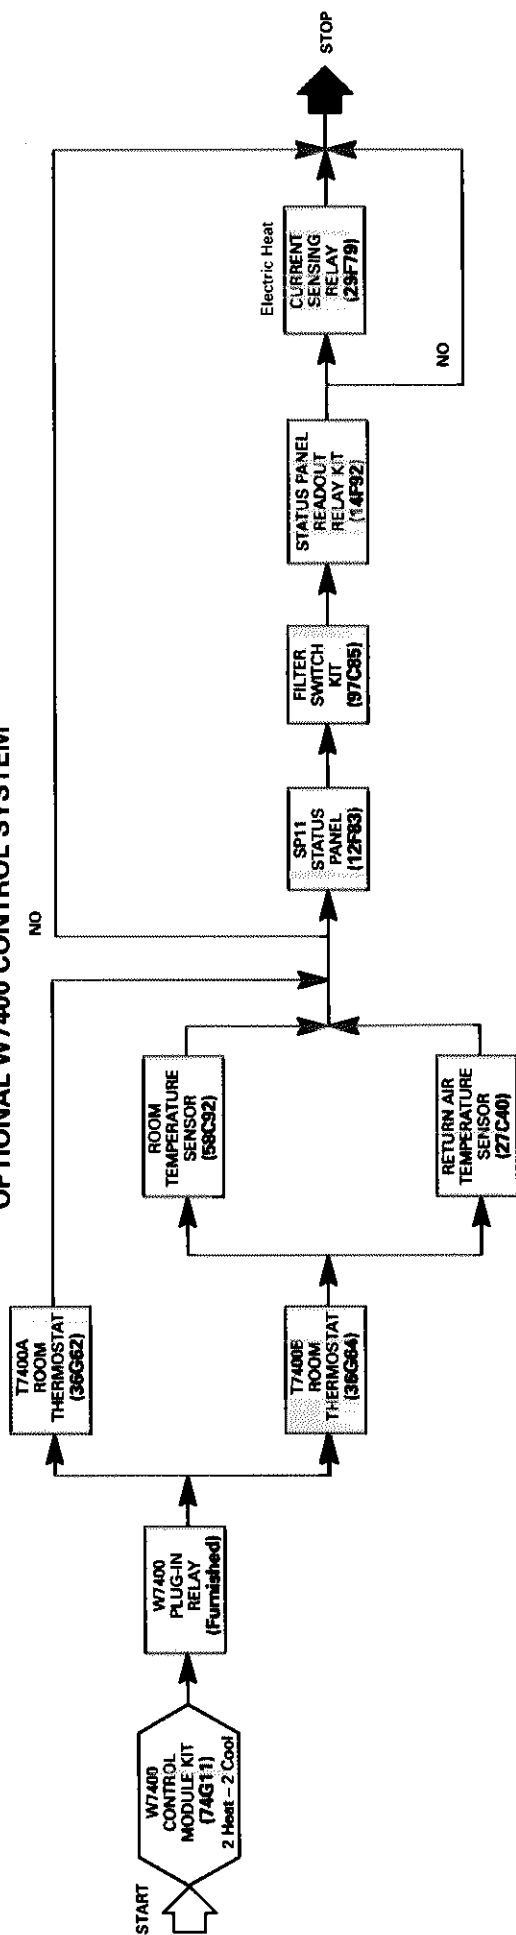 OPTIONAL W7400 CONTROL SYSTEM
START
W7400
CONTROL
MODULE KIT
(74G11)
2 Heat – 2 Cool
W7400
PLUG-IN
RELAY
(Furnished)
T7400A
ROOM
THERMOSTAT
(36G62)
T7400B
ROOM
THERMOSTAT
(36G64)
ROOM
TEMPERATURE
SENSOR
(58C92)
RETURN AIR
TEMPERATURE
SENSOR
(27C40)
NO
SP11
STATUS
PANEL
(12F83)
FILTER
SWITCH
KIT
(97C85)
STATUS PANEL
READOUT
RELAY KIT
(14F92)
NO
Electric Heat
CURRENT
SENSING
RELAY
(29F79)
STOP